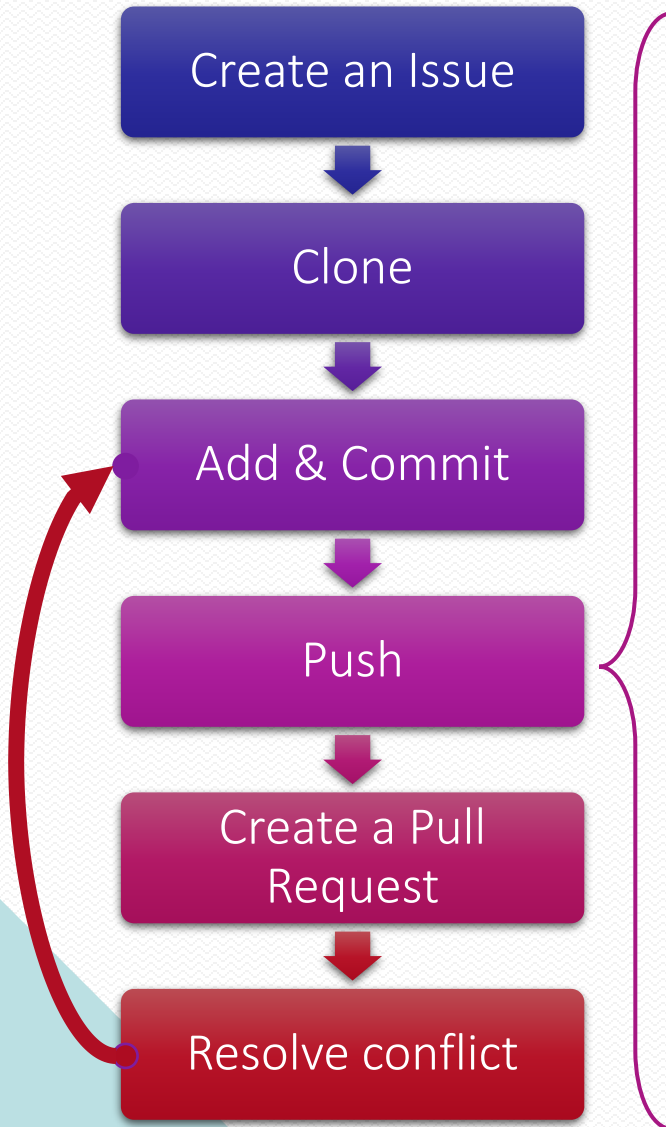 Create an Issue
Clone
Add & Commit
Push
Create a Pull
Request
Resolve conflict